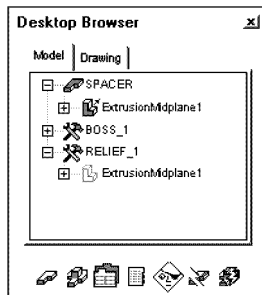 Desktop Browser
Model Drawing
SPACER
ExtrusionMidplane1
BOSS_1
RELIEF_1
ExtrusionMidplane1